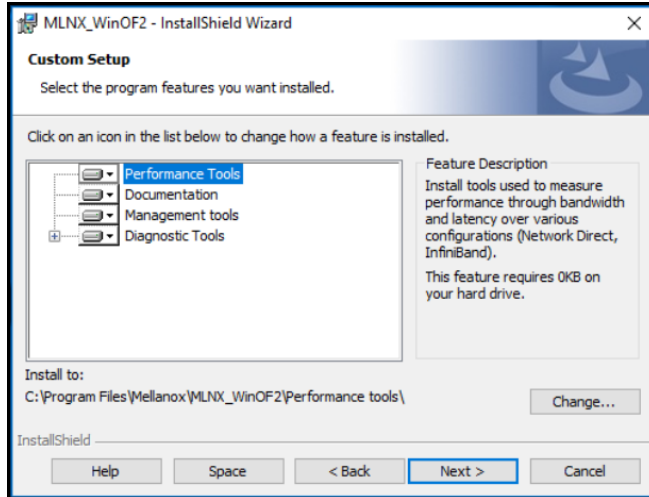 MLNX_WinOF2 - InstallShield Wizard
Custom Setup
Select the program features you want installed.
Click on an icon in the list below to change how a feature is installed.
Performance Tools
Documentation
Management tools
Diagnostic Tools
Feature Description
Install tools used to measure
performance through bandwidth
and latency over various
configurations (Network Direct,
InfiniBand).
This feature requires 0KB on
your hard drive.
Install to:
C:\Program Files\Mellanox\MLNX_WinOF2\Performance tools\
Change...
InstallShield
Help
Space
< Back
Next >
Cancel